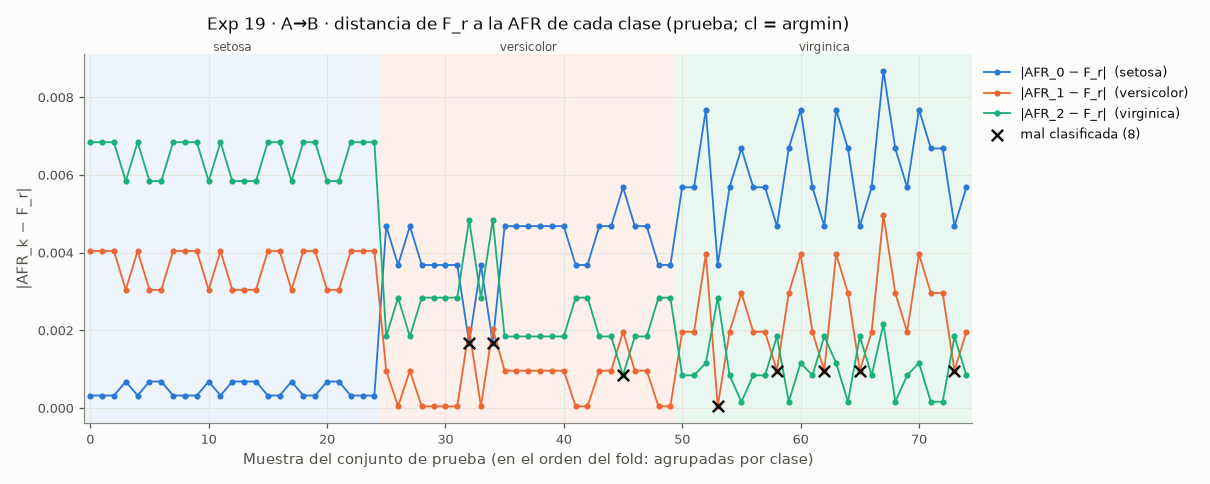 Exp 19 · A→B · distancia de F_r a la AFR de cada clase (prueba; cl = argmin)
setosa
versicolor
virginica
|AFR_0 − F_r| (setosa)
|AFR_1 − F_r| (versicolor)
|AFR_2 − F_r| (virginica)
mal clasificada (8)
|AFR_k − F_r|
0.008
0.006
0.004
0.002
0.000
0
10
20
30
40
50
60
70
Muestra del conjunto de prueba (en el orden del fold: agrupadas por clase)